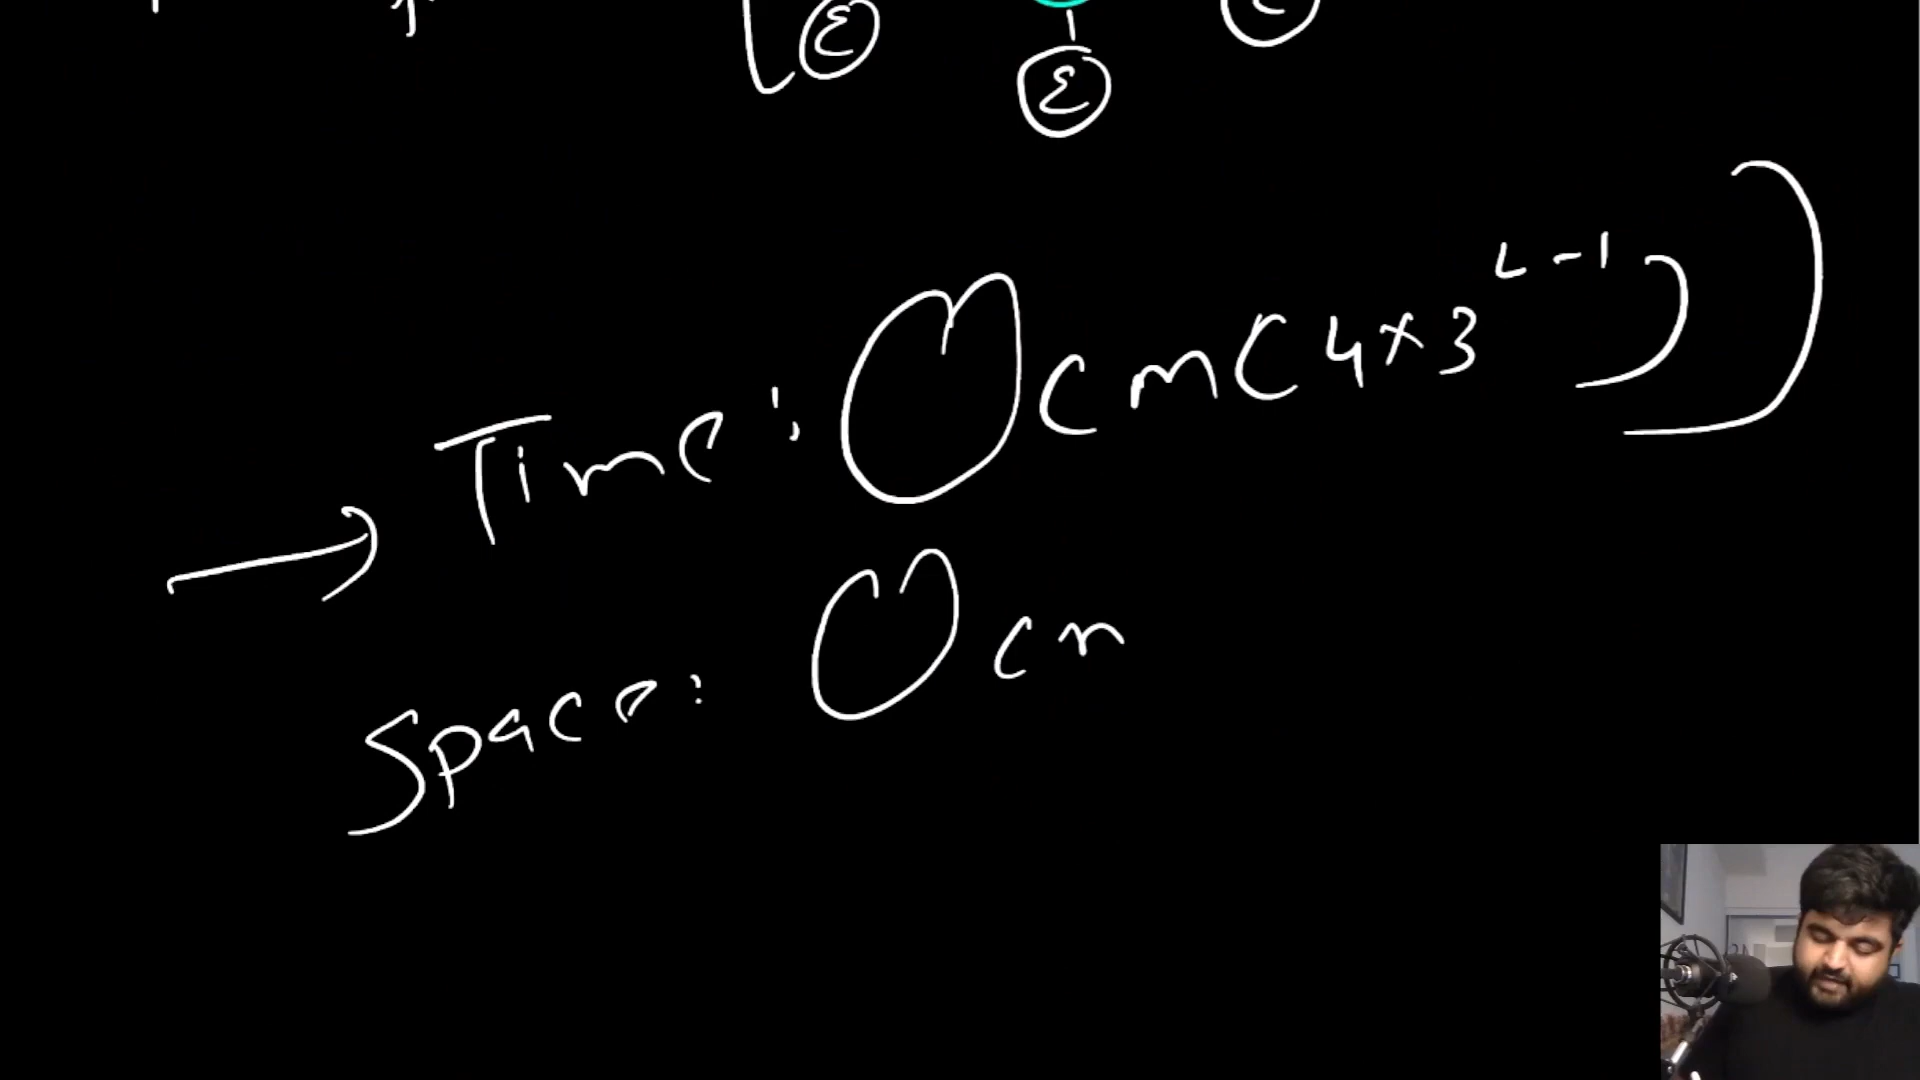 ε
ε
Time: O(m(4×3^(L-1)))
Space: O(n